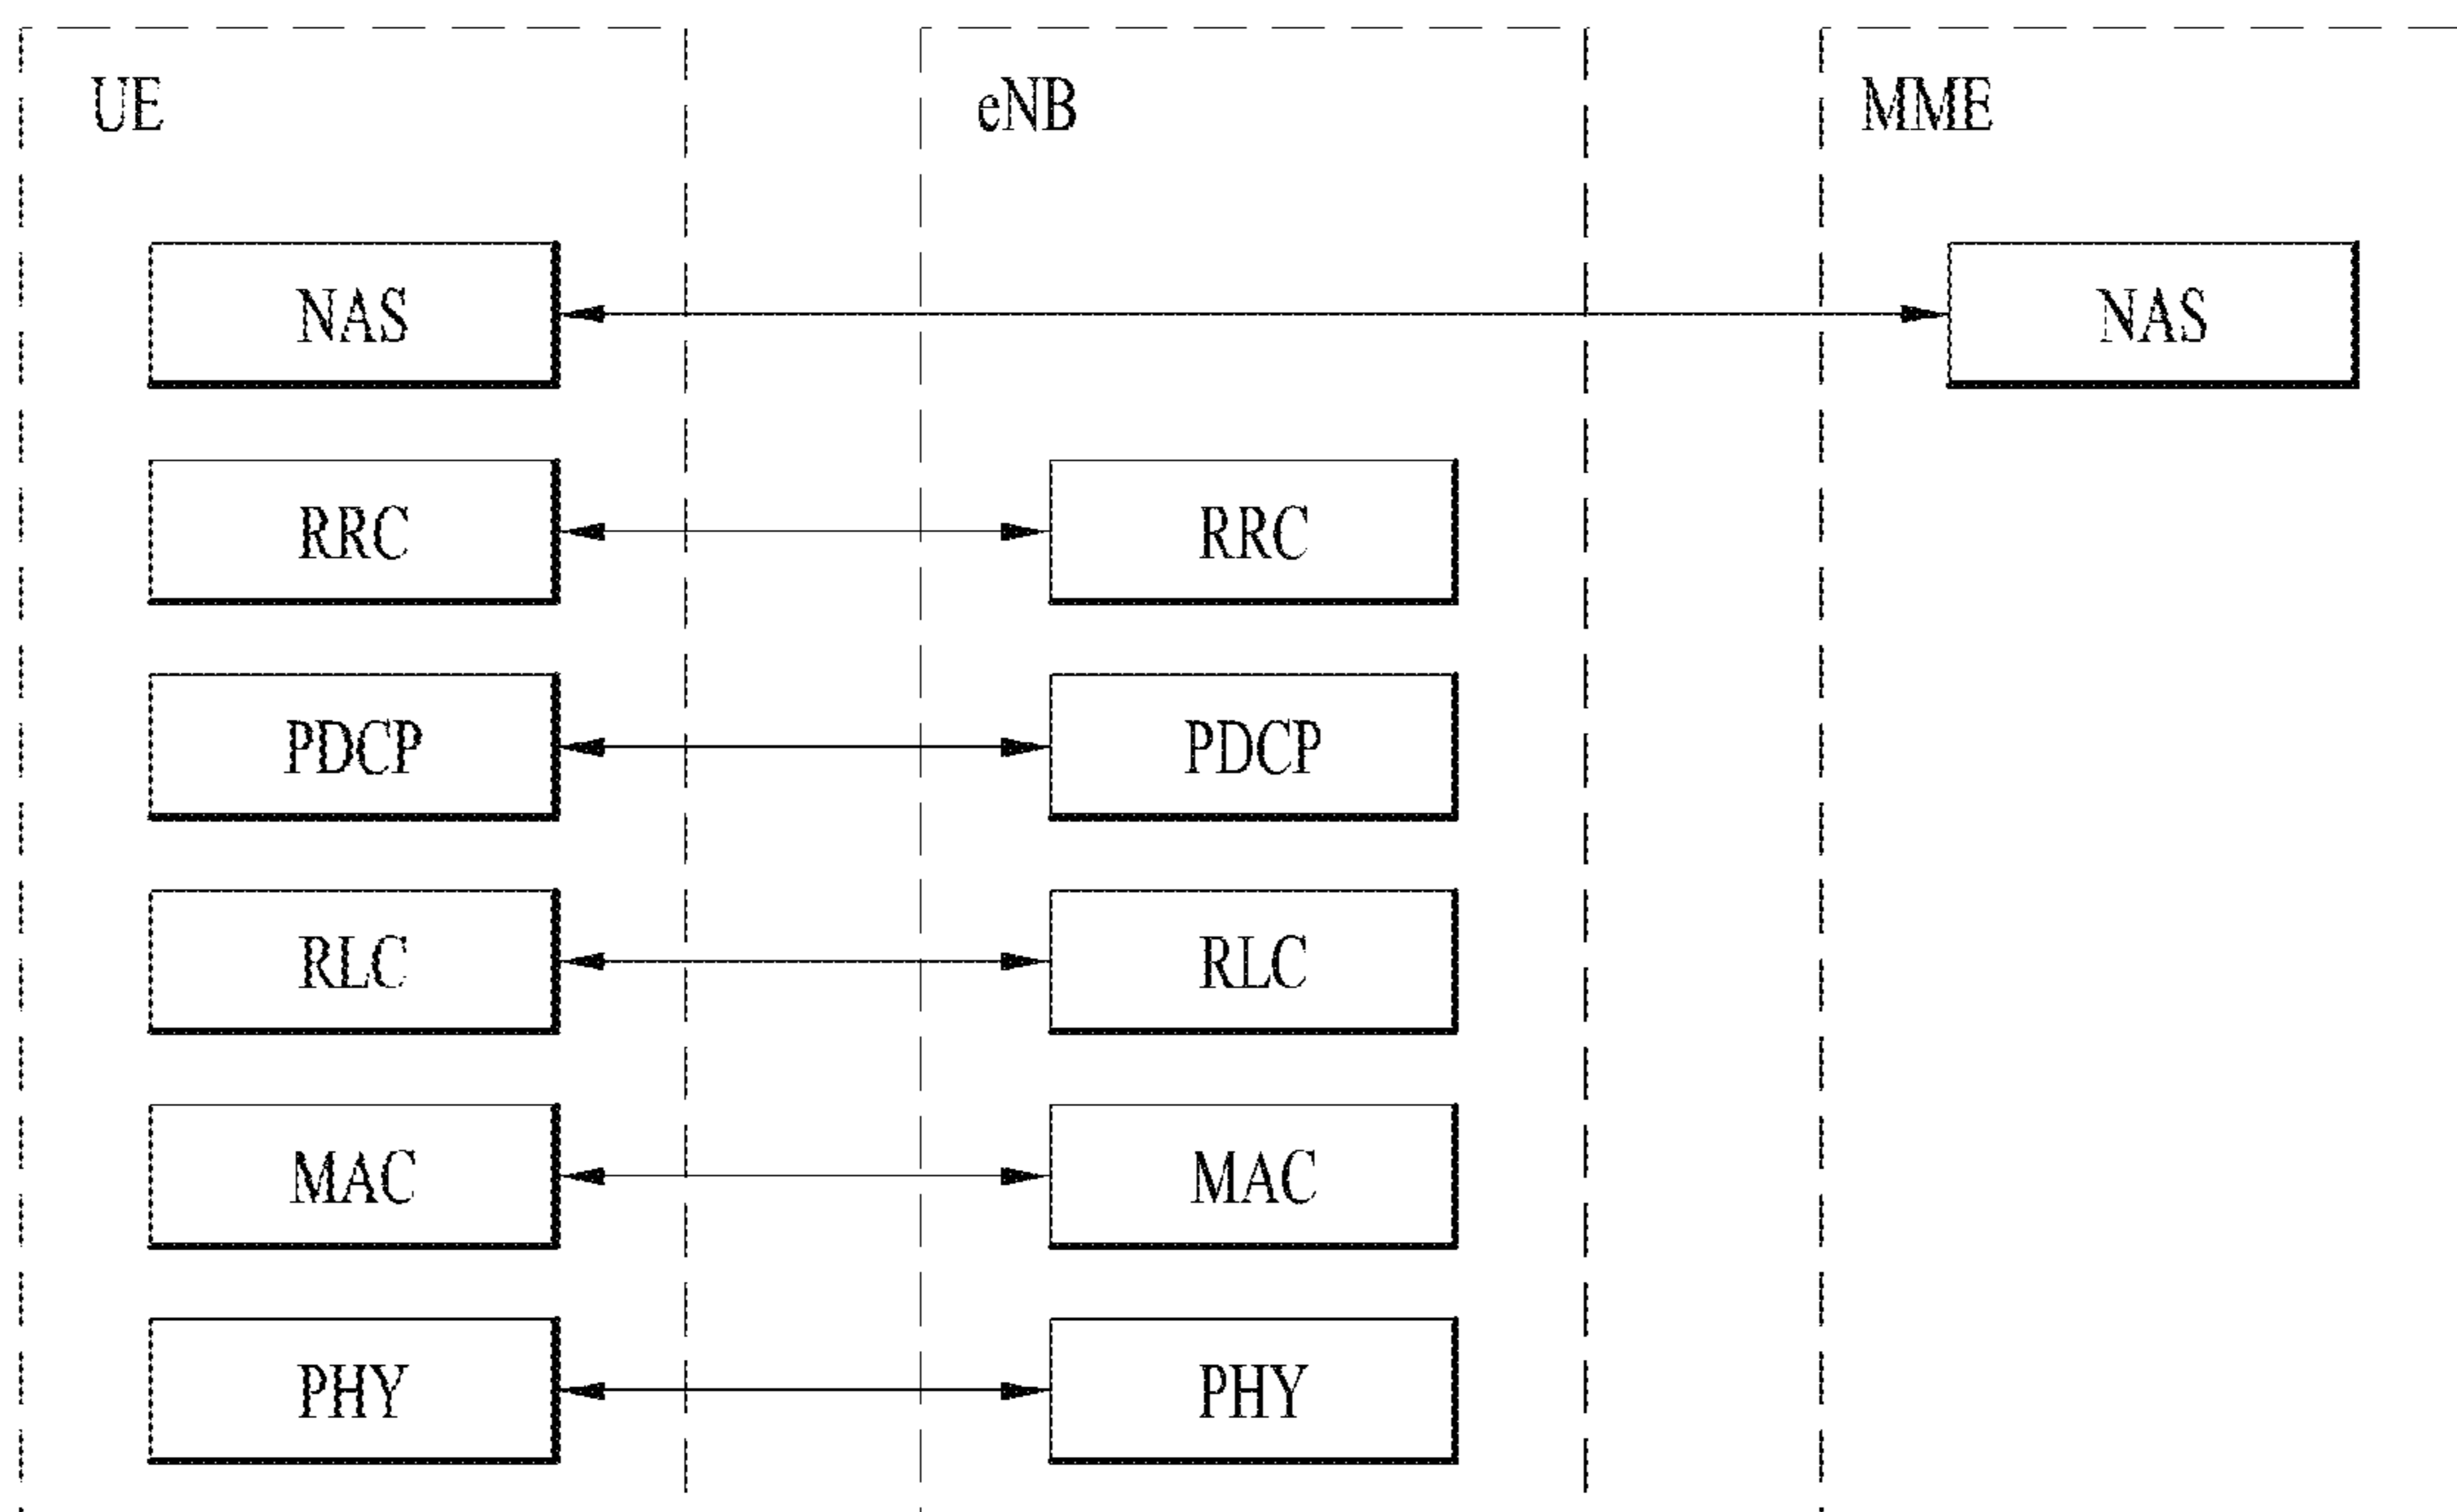 UE eNB MME
NAS NAS
RRC RRC
PDCP PDCP
RLC RLC
MAC MAC
PHY PHY